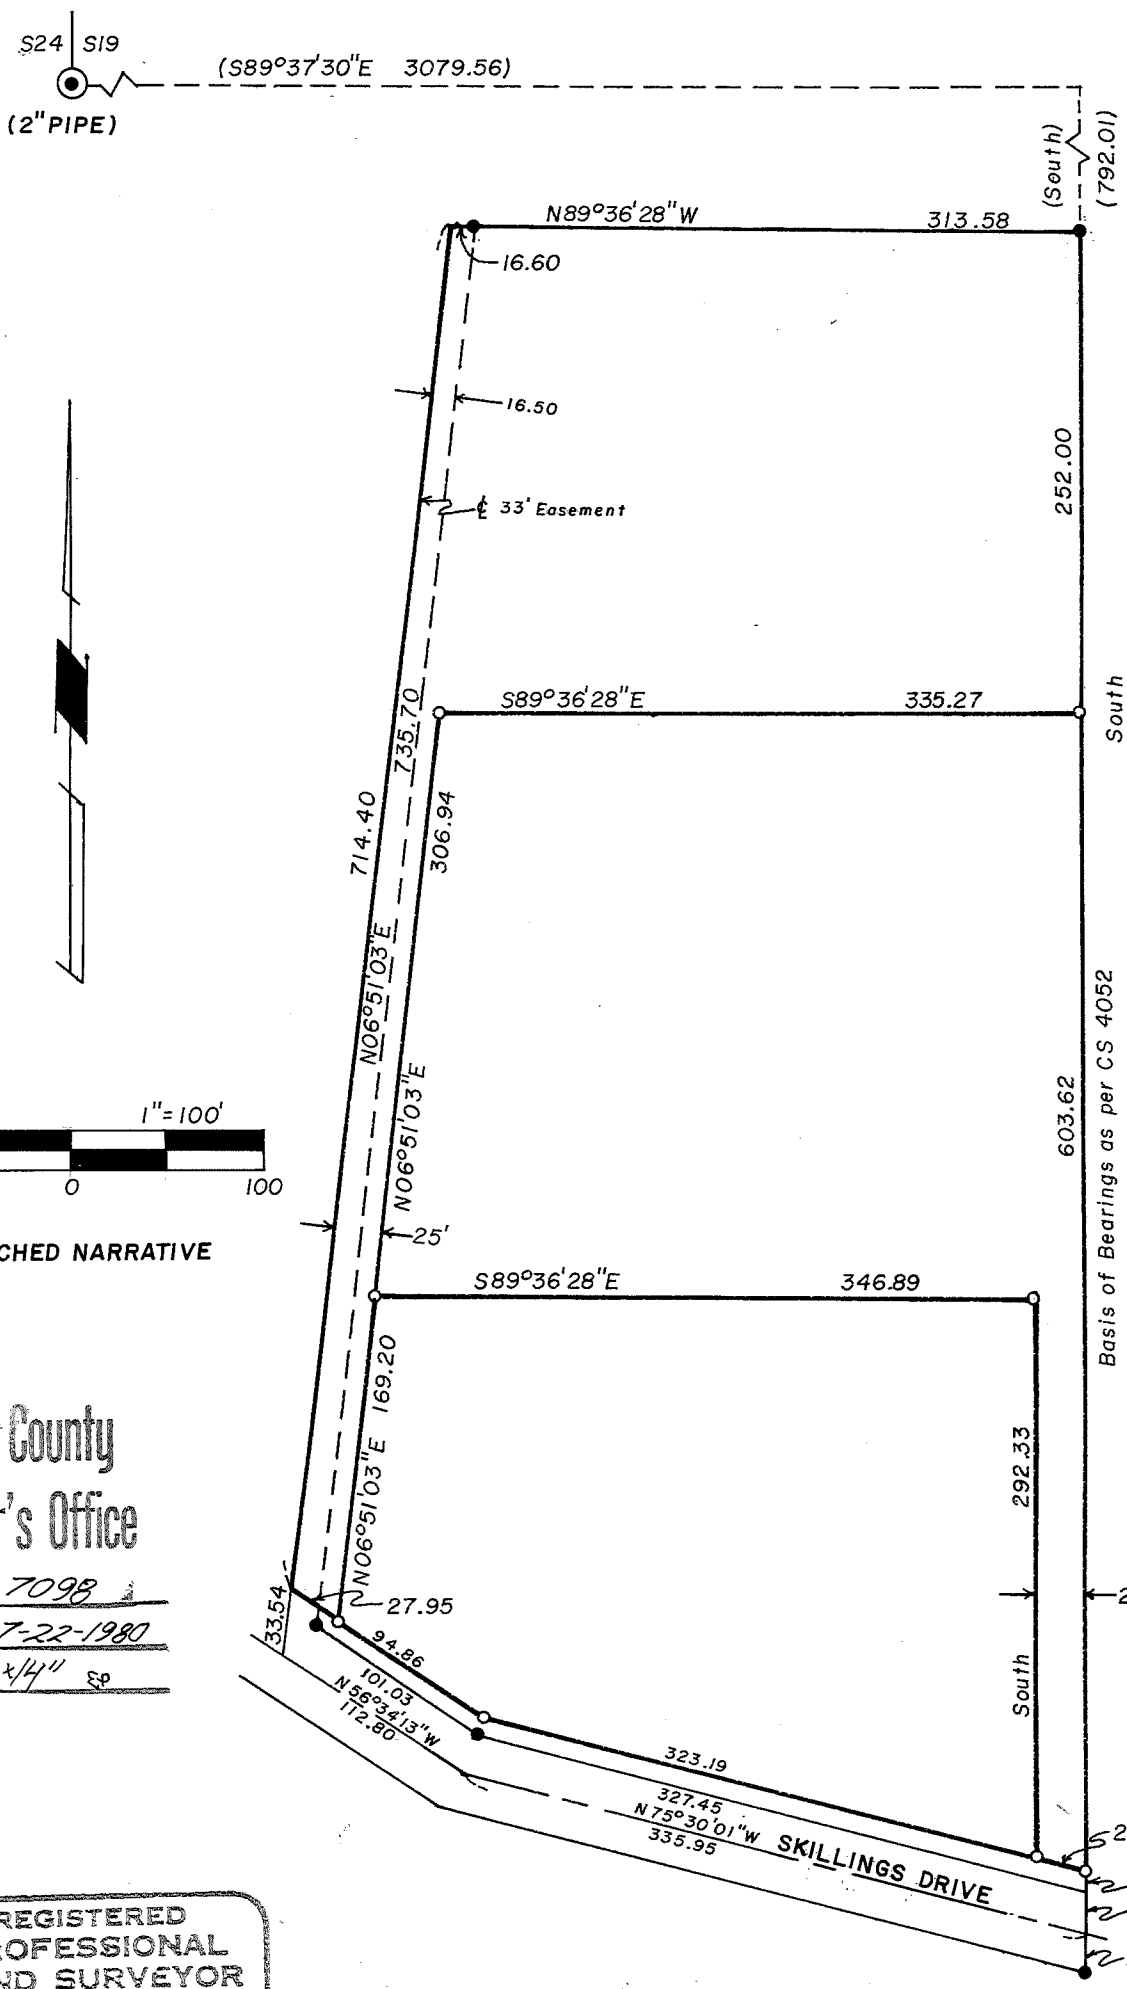 S24 S19
(S89°37'30"E 3079.56)
(2"PIPE)
(South)
(792.01)
N89°36'28"W 313.58
16.60
16.50
℄ 33' Easement
252.00
S89°36'28"E 335.27
South
735.70
714.40
306.94
N06°51'03"E
N06°51'03"E
603.62
Basis of Bearings as per CS 4052
1"=100'
0 100
25'
CHED NARRATIVE
S89°36'28"E 346.89
169.20
N06°51'03"E
292.33
South
County
's Office
7098
7-22-1980
x/4"
27.95
2
33.54
94.86
101.03
N56°34'13"W
112.80
323.19
327.45
N75°30'01"W
335.95
SKILLINGS DRIVE
REGISTERED
OFESSIONAL
ND SURVEYOR